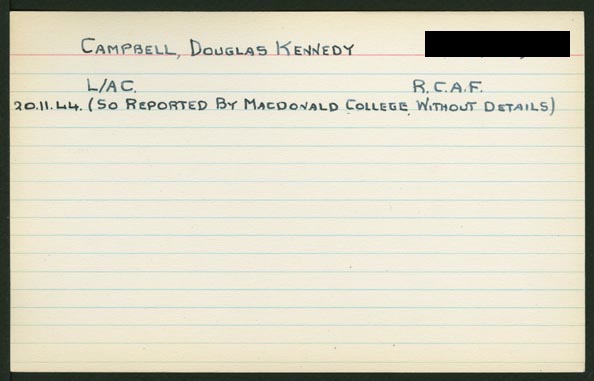 CAMPBELL, DOUGLAS KENNEDY
L/AC. R.C.A.F.
20.11.44. (SO REPORTED BY MACDONALD COLLEGE WITHOUT DETAILS)